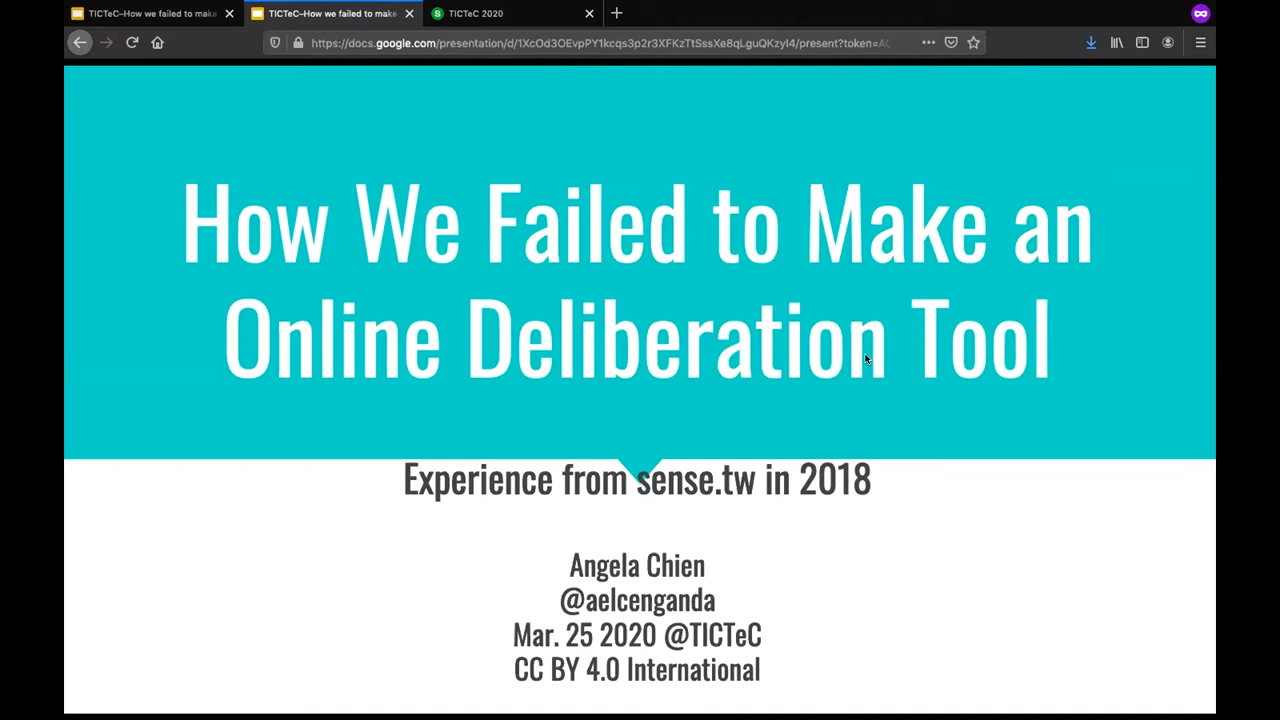 TICTeC–How we failed to make
TICTeC–How we failed to make
S TICTeC 2020
https://docs.google.com/presentation/d/1XcOd3OEvpPY1kcqs3p2r3XFKzTtSssXe8qLguQKzyI4/present?token=AC
How We Failed to Make an
Online Deliberation Tool
Experience from sense.tw in 2018
Angela Chien
@aelcenganda
Mar. 25 2020 @TICTeC
CC BY 4.0 International